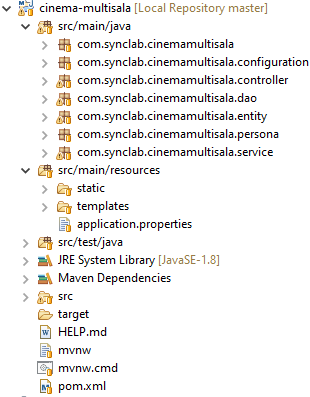 cinema-multisala [Local Repository master]
src/main/java
com.synclab.cinemamultisala
com.synclab.cinemamultisala.configuration
com.synclab.cinemamultisala.controller
com.synclab.cinemamultisala.dao
com.synclab.cinemamultisala.entity
com.synclab.cinemamultisala.persona
com.synclab.cinemamultisala.service
src/main/resources
static
templates
application.properties
src/test/java
JRE System Library [JavaSE-1.8]
Maven Dependencies
src
target
HELP.md
mvnw
mvnw.cmd
pom.xml